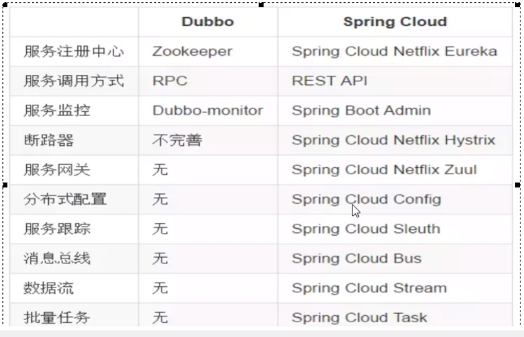 Dubbo Spring Cloud
服务注册中心 Zookeeper Spring Cloud Netflix Eureka
服务调用方式 RPC REST API
服务监控 Dubbo-monitor Spring Boot Admin
断路器 不完善 Spring Cloud Netflix Hystrix
服务网关 无 Spring Cloud Netflix Zuul
分布式配置 无 Spring Cloud Config
服务跟踪 无 Spring Cloud Sleuth
消息总线 无 Spring Cloud Bus
数据流 无 Spring Cloud Stream
批量任务 无 Spring Cloud Task